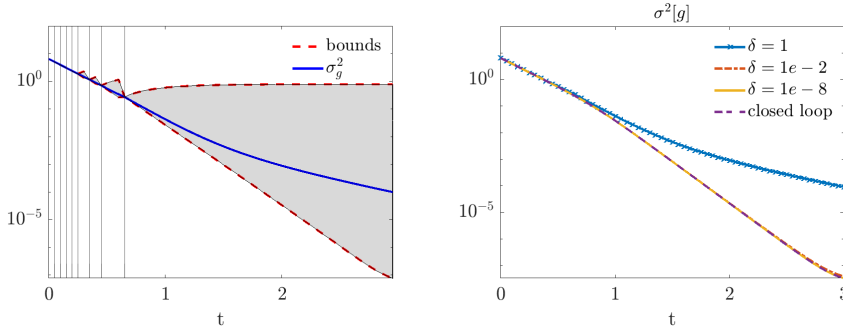 σ²[g]
10⁰
10⁻⁵
bounds
σ²_g
0
1
2
t
10⁰
10⁻⁵
δ = 1
δ = 1e − 2
δ = 1e − 8
closed loop
0
1
2
3
t